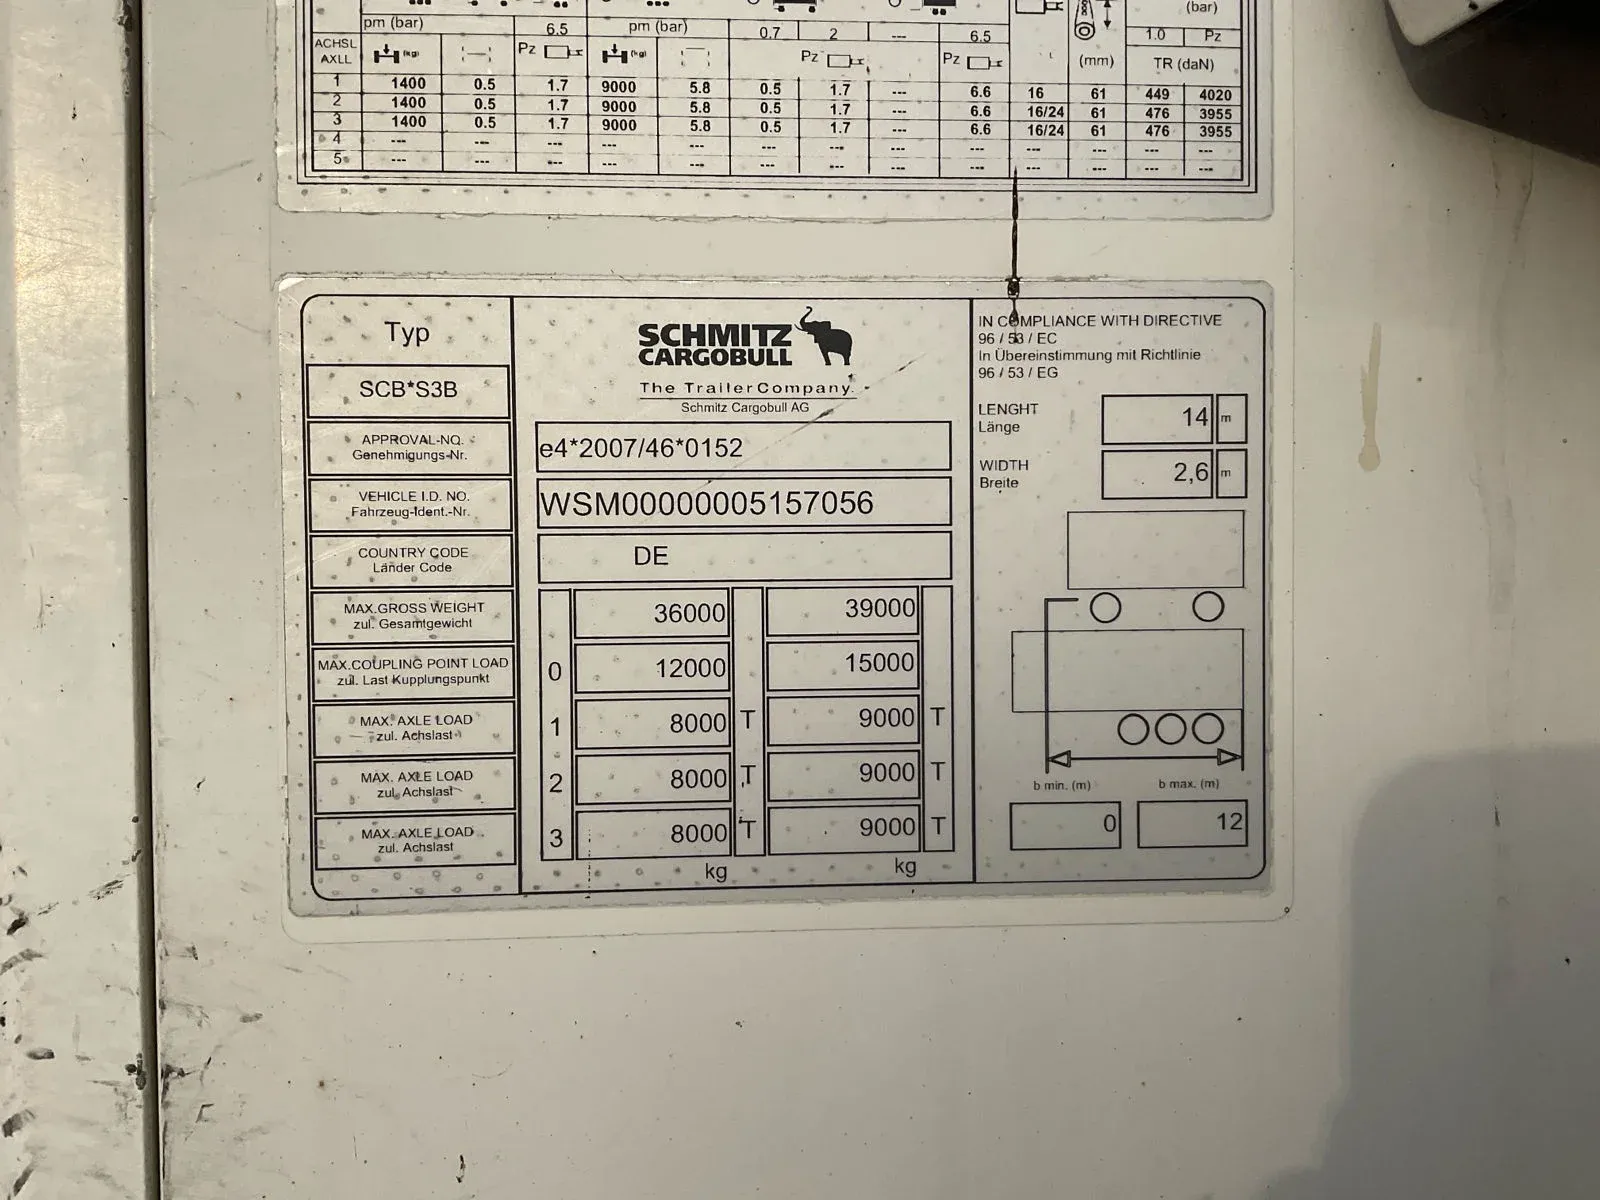 (bar)
pm (bar) 6.5 pm (bar) 0.7 2 --- 6.5 1.0 Pz
ACHSL
AXLL (kg) Pz (kg) Pz Pz (mm) TR (daN)
1 1400 0.5 1.7 9000 5.8 0.5 1.7 --- 6.6 16 61 449 4020
2 1400 0.5 1.7 9000 5.8 0.5 1.7 --- 6.6 16/24 61 476 3955
3 1400 0.5 1.7 9000 5.8 0.5 1.7 --- 6.6 16/24 61 476 3955
4 --- --- --- --- --- --- --- --- --- --- --- --- ---
5 --- --- --- --- --- --- --- --- --- --- --- --- ---
Typ
SCB*S3B
SCHMITZ
CARGOBULL
The Trailer Company.
Schmitz Cargobull AG
APPROVAL-NO.
Genehmigungs-Nr.
e4*2007/46*0152
VEHICLE I.D. NO.
Fahrzeug-Ident.-Nr.
WSM00000005157056
COUNTRY CODE
Länder Code
DE
MAX.GROSS WEIGHT
zul. Gesamtgewicht
36000 39000
MAX.COUPLING POINT LOAD
zul. Last Kupplungspunkt
0 12000 15000
MAX. AXLE LOAD
zul. Achslast
1 8000 T 9000 T
MAX. AXLE LOAD
zul. Achslast
2 8000 T 9000 T
MAX. AXLE LOAD
zul. Achslast
3 8000 T 9000 T
kg kg
IN COMPLIANCE WITH DIRECTIVE
96 / 53 / EC
In Übereinstimmung mit Richtlinie
96 / 53 / EG
LENGHT
Länge
14 m
WIDTH
Breite
2,6 m
b min. (m) b max. (m)
0 12